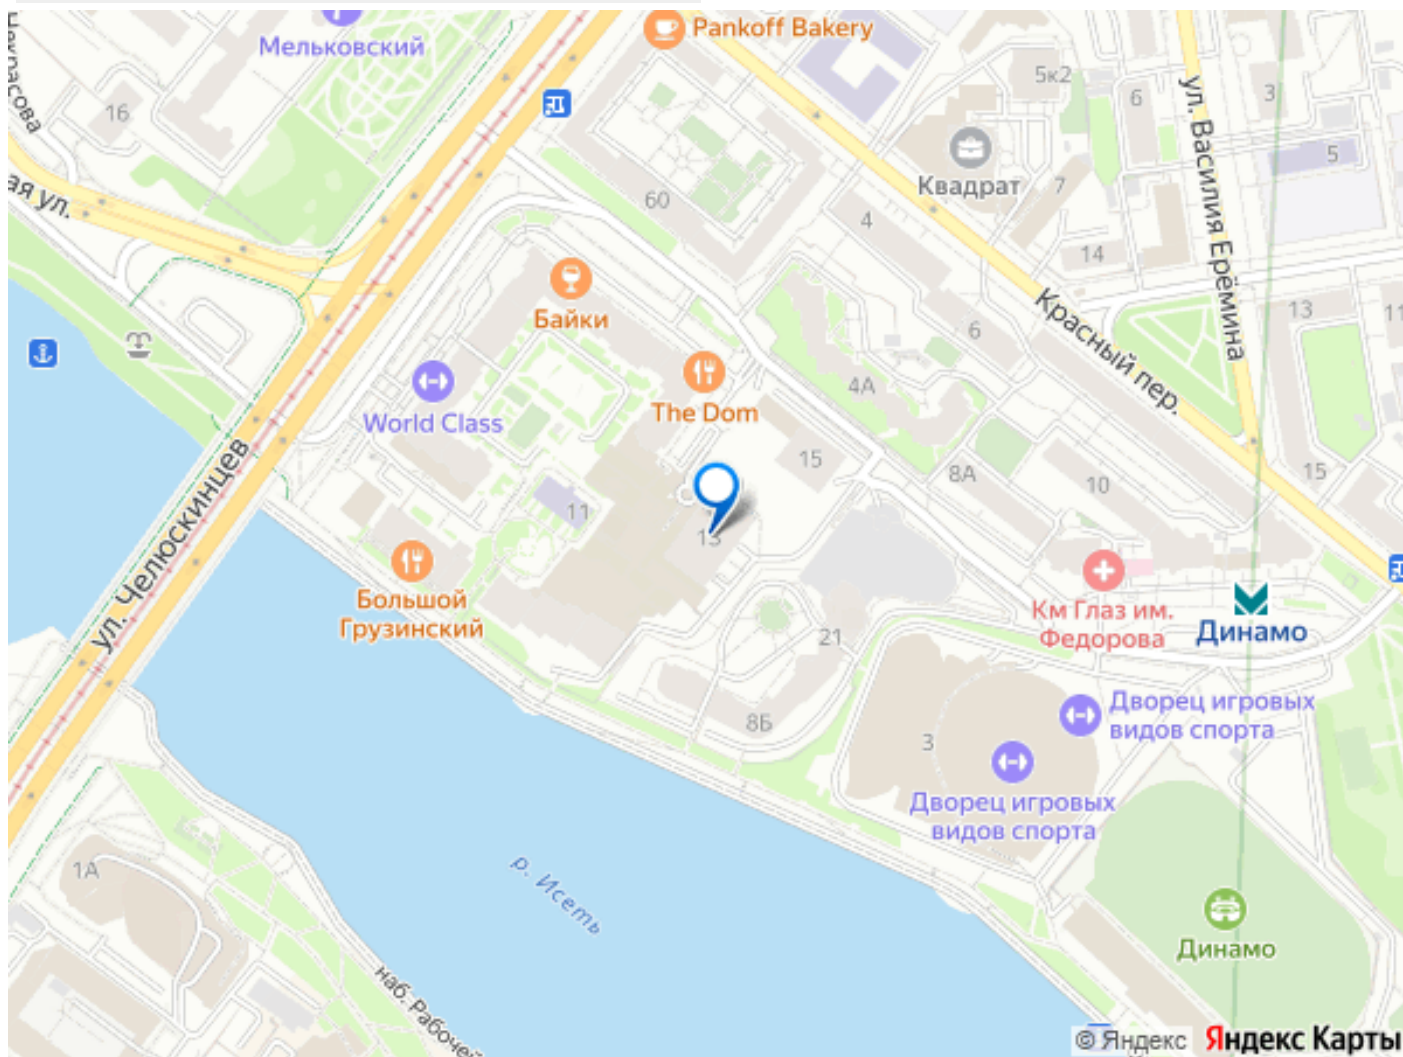 Pankoff Bakery
Мельковский
5к2
3
6
16
ул. Василия Ерёмина
5
Квадрат
7
ая ул.
60
4
14
Байки
6
13
11
Красный пер.
4А
World Class
The Dom
15
8А
10
15
ул. Челюскинцев
11
13
Большой
Грузинский
Км Глаз им.
Федорова
Динамо
21
8Б
3
Дворец игровых
видов спорта
Дворец игровых
видов спорта
1А
р. Исеть
Динамо
наб. Рабочей
© Яндекс
Яндекс Карты